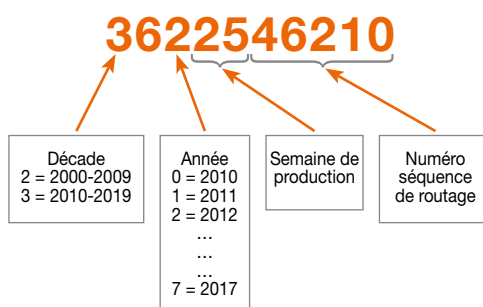 3622546210
Décade
2 = 2000-2009
3 = 2010-2019
Année
0 = 2010
1 = 2011
2 = 2012
...
...
...
7 = 2017
Semaine de
production
Numéro
séquence
de routage